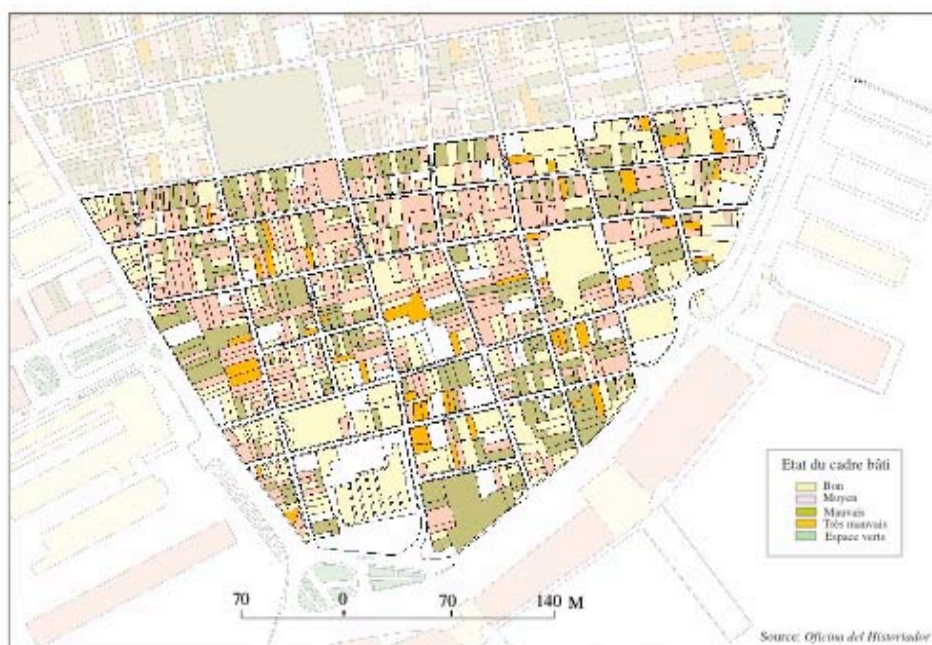 Etat du cadre bâti
Bon
Moyen
Mauvais
Très mauvais
Espace verts
70 0 70 140 M
Source: Oficina del Historiador